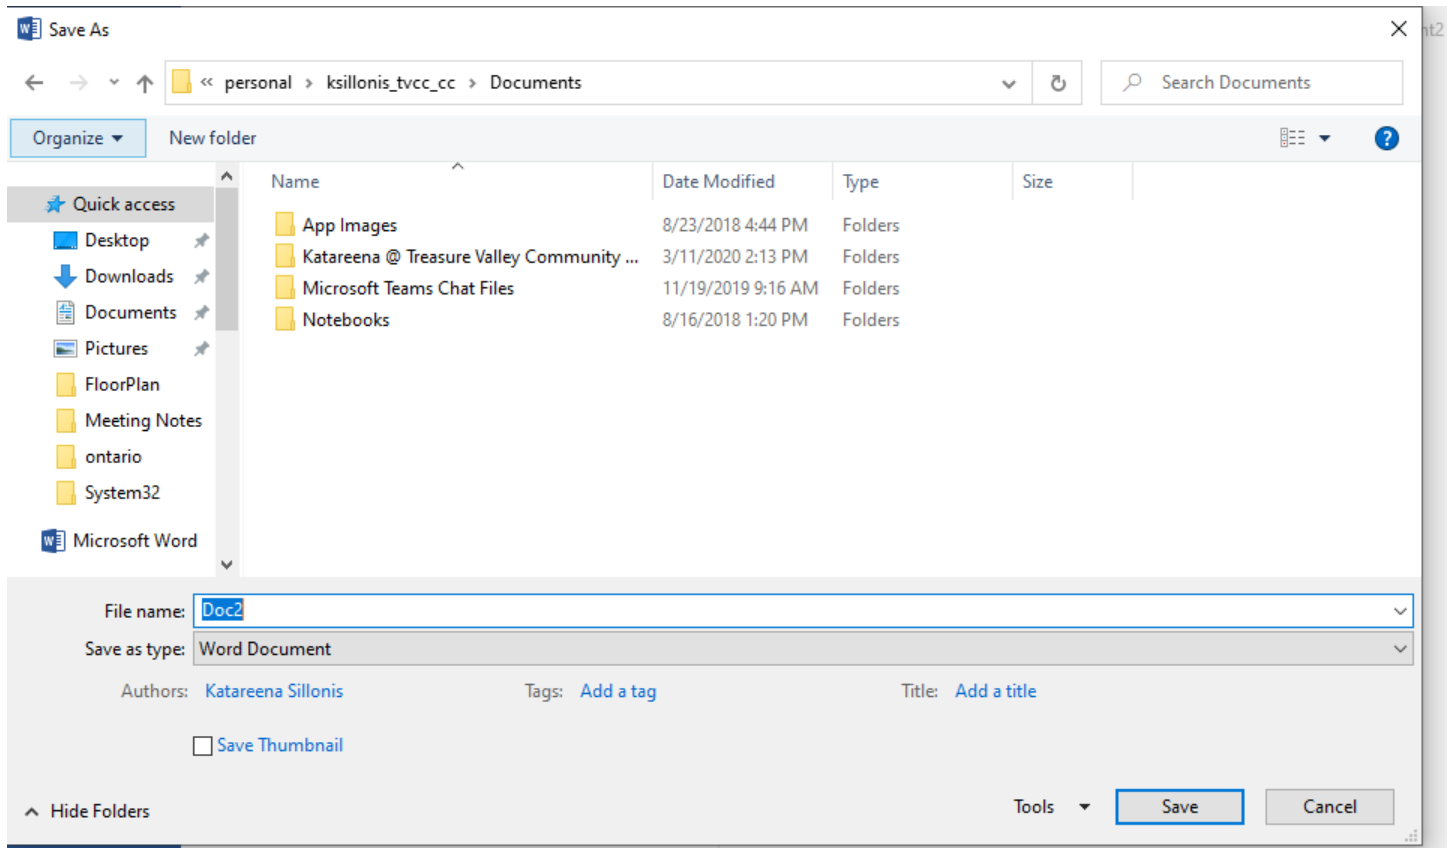 Save As
nt2
« personal › ksillonis_tvcc_cc › Documents
Search Documents
Organize
New folder
?
Name
Date Modified
Type
Size
Quick access
Desktop
Downloads
Documents
Pictures
FloorPlan
Meeting Notes
ontario
System32
Microsoft Word
App Images 8/23/2018 4:44 PM Folders
Katareena @ Treasure Valley Community ... 3/11/2020 2:13 PM Folders
Microsoft Teams Chat Files 11/19/2019 9:16 AM Folders
Notebooks 8/16/2018 1:20 PM Folders
File name: Doc2
Save as type: Word Document
Authors: Katareena Sillonis Tags: Add a tag Title: Add a title
Save Thumbnail
Hide Folders
Tools
Save
Cancel